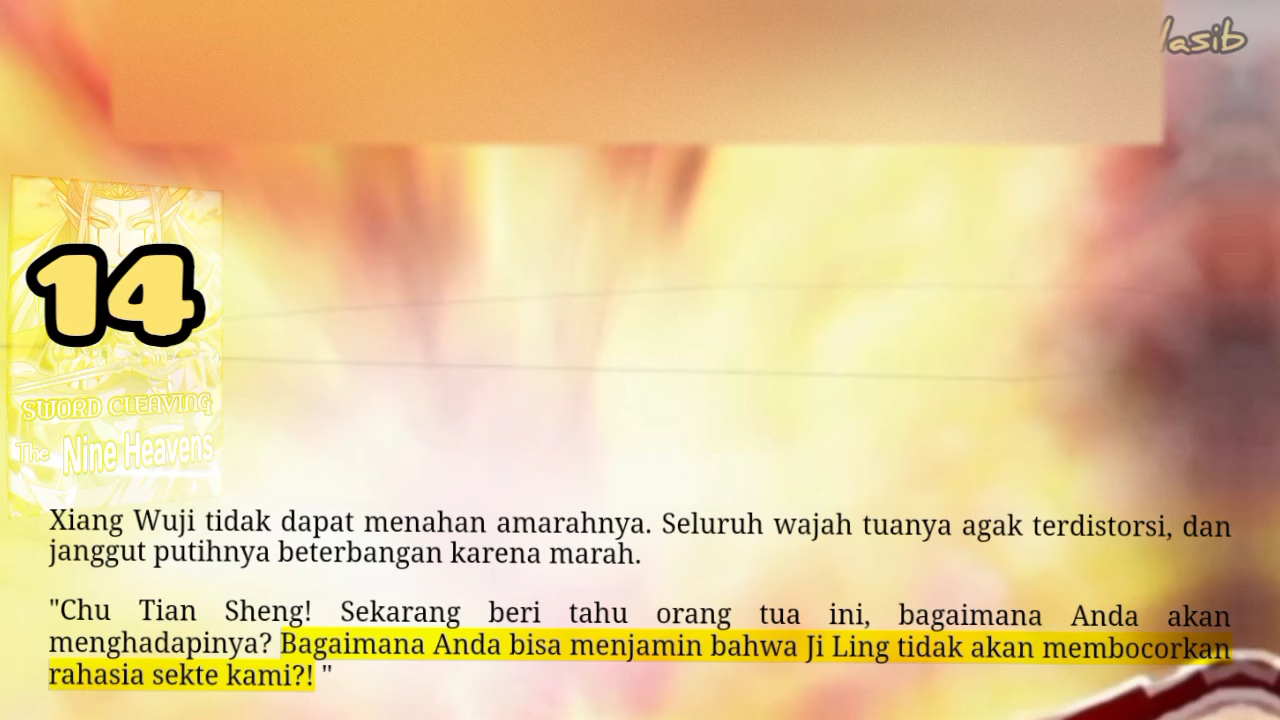 14
SWORD CLEAVING
The Nine Heavens
Xiang Wuji tidak dapat menahan amarahnya. Seluruh wajah tuanya agak terdistorsi, dan
janggut putihnya beterbangan karena marah.
"Chu Tian Sheng! Sekarang beri tahu orang tua ini, bagaimana Anda akan
menghadapinya? Bagaimana Anda bisa menjamin bahwa Ji Ling tidak akan membocorkan
rahasia sekte kami?! "